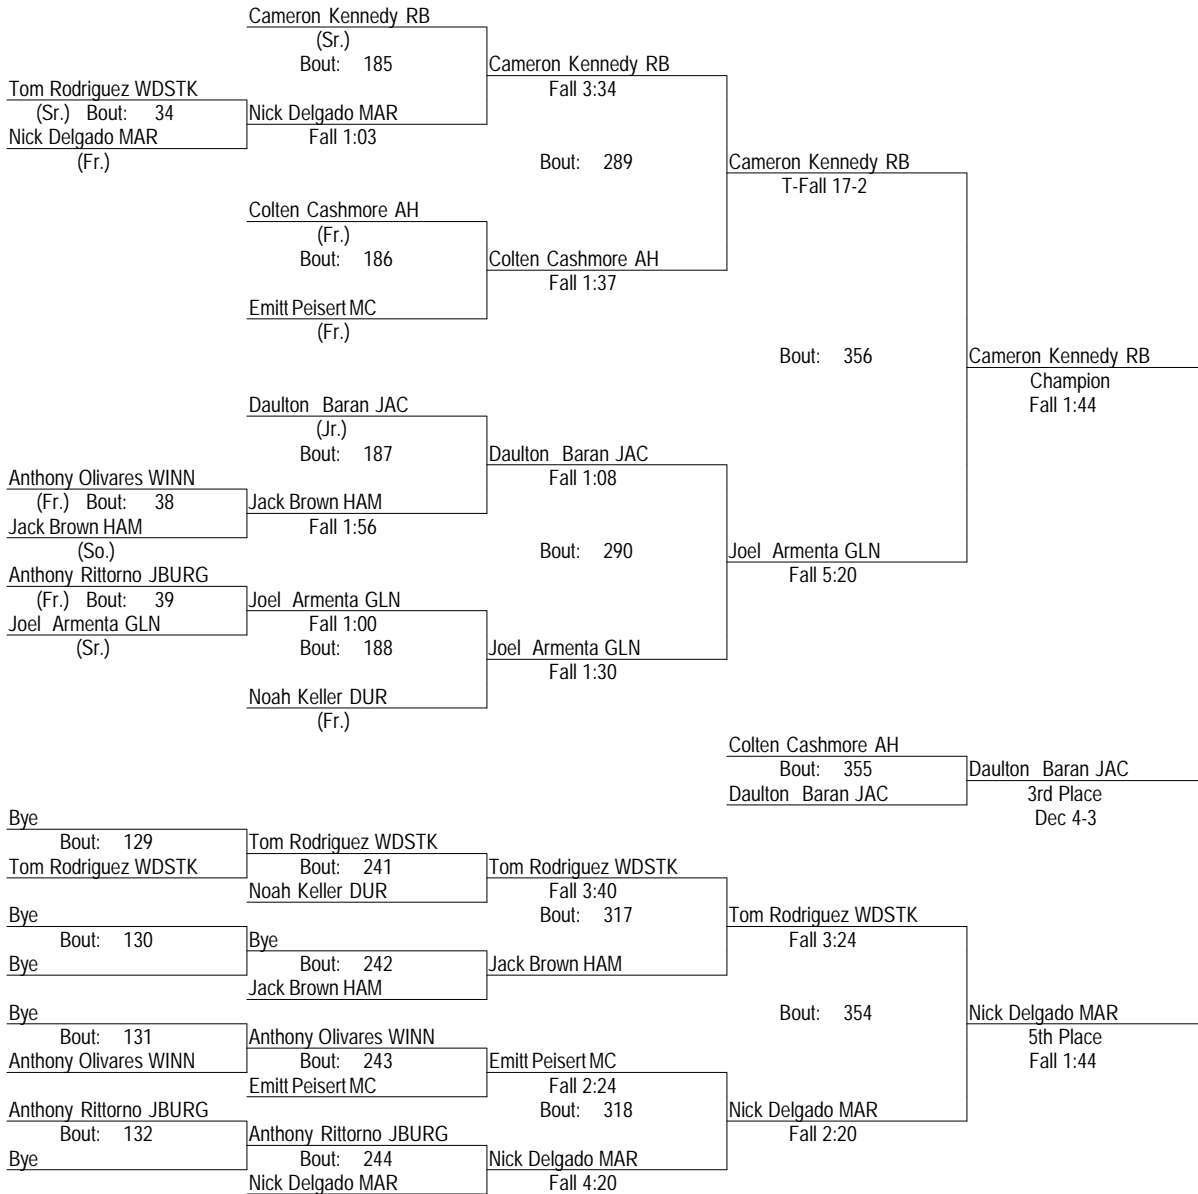 Cameron Kennedy RB
(Sr.)
Bout: 185
Cameron Kennedy RB
Tom Rodriguez WDSTK
Fall 3:34
(Sr.) Bout: 34
Nick Delgado MAR
Nick Delgado MAR
Fall 1:03
(Fr.)
Bout: 289
Cameron Kennedy RB
T-Fall 17-2
Colten Cashmore AH
(Fr.)
Bout: 186
Colten Cashmore AH
Fall 1:37
Emitt Peisert MC
(Fr.)
Bout: 356
Cameron Kennedy RB
Champion
Fall 1:44
Daulton Baran JAC
(Jr.)
Bout: 187
Daulton Baran JAC
Fall 1:08
Anthony Olivares WINN
(Fr.) Bout: 38
Jack Brown HAM
Jack Brown HAM
Fall 1:56
(So.)
Bout: 290
Joel Armenta GLN
Fall 5:20
Anthony Rittorno JBURG
(Fr.) Bout: 39
Joel Armenta GLN
Joel Armenta GLN
Fall 1:00
(Sr.)
Bout: 188
Joel Armenta GLN
Fall 1:30
Noah Keller DUR
(Fr.)
Colten Cashmore AH
Bout: 355
Daulton Baran JAC
Daulton Baran JAC
3rd Place
Dec 4-3
Bye
Bout: 129
Tom Rodriguez WDSTK
Tom Rodriguez WDSTK
Bout: 241
Noah Keller DUR
Tom Rodriguez WDSTK
Fall 3:40
Bout: 317
Tom Rodriguez WDSTK
Fall 3:24
Bye
Bout: 130
Bye
Bye
Bout: 242
Jack Brown HAM
Jack Brown HAM
Bout: 354
Nick Delgado MAR
5th Place
Fall 1:44
Bye
Bout: 131
Anthony Olivares WINN
Anthony Olivares WINN
Bout: 243
Emitt Peisert MC
Emitt Peisert MC
Fall 2:24
Bout: 318
Nick Delgado MAR
Fall 2:20
Anthony Rittorno JBURG
Bout: 132
Bye
Anthony Rittorno JBURG
Bout: 244
Nick Delgado MAR
Nick Delgado MAR
Fall 4:20